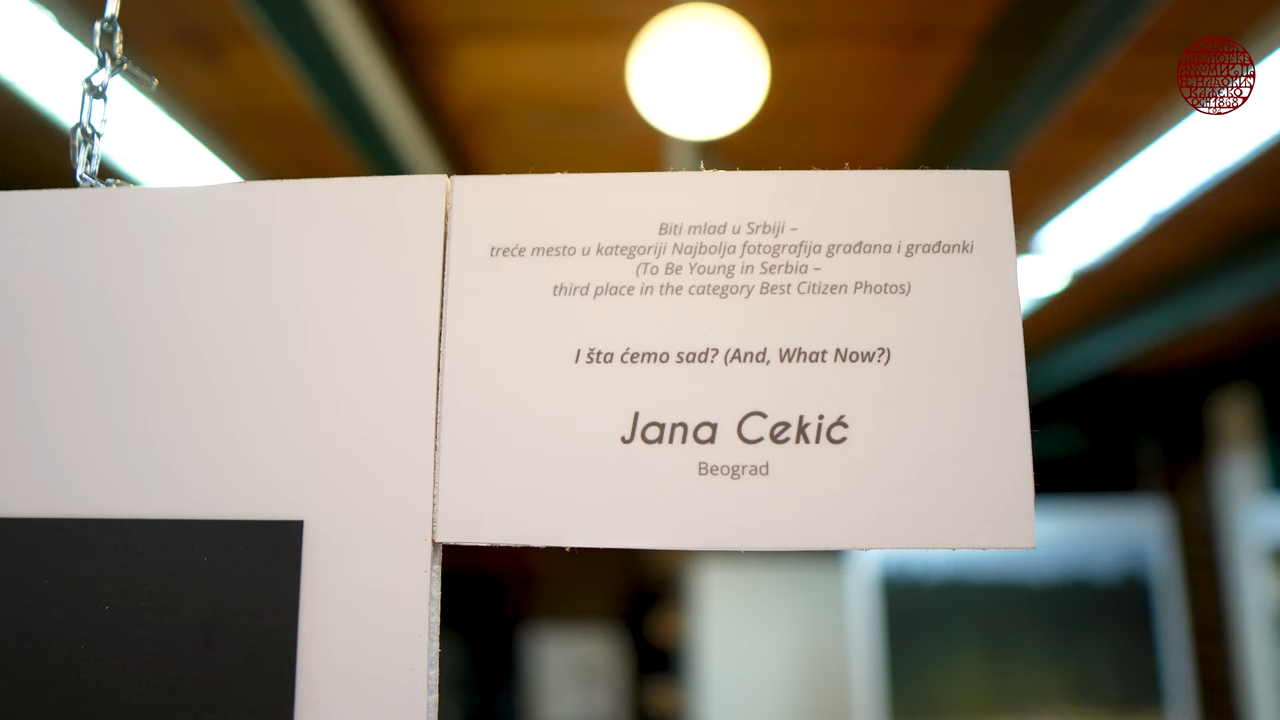 Biti mlad u Srbiji –
treće mesto u kategoriji Najbolja fotografija građana i građanki
(To Be Young in Serbia –
third place in the category Best Citizen Photos)
I šta ćemo sad? (And, What Now?)
Jana Cekić
Beograd